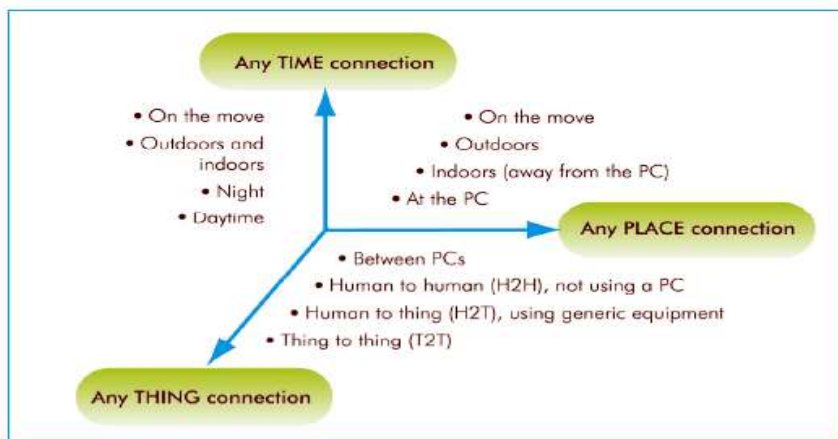 Any TIME connection
• On the move
• Outdoors and
indoors
• Night
• Daytime
• On the move
• Outdoors
• Indoors (away from the PC)
• At the PC
Any PLACE connection
• Between PCs
• Human to human (H2H), not using a PC
• Human to thing (H2T), using generic equipment
• Thing to thing (T2T)
Any THING connection